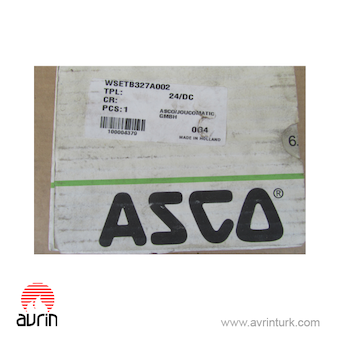 WSETB327A002
TPL:
CR: 24/DC
PCS: 1 ASCO/JOUCOMATIC
GMBH
004
100004570 MADE IN HOLLAND
6.
ASCO®
avrin
www.avrinturk.com